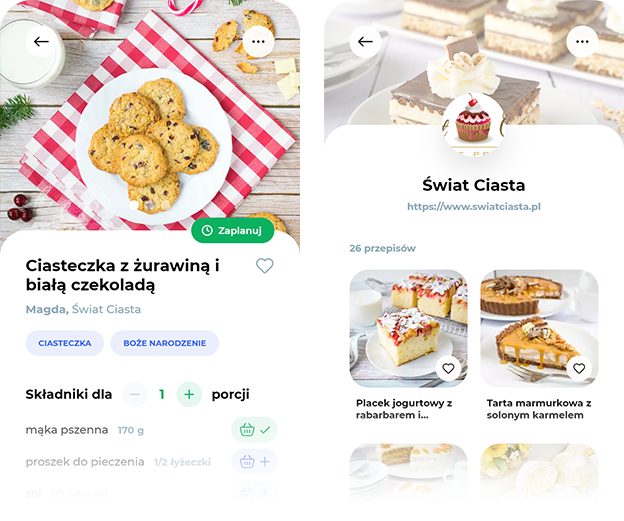 Zaplanuj
Ciasteczka z żurawiną i
białą czekoladą
Magda, Świat Ciasta
CIASTECZKA
BOŻE NARODZENIE
Składniki dla
1
porcji
mąka pszenna
170 g
proszek do pieczenia
1/2 łyżeczki
sól
Świat Ciasta
https://www.swiatciasta.pl
26 przepisów
Placek jogurtowy z
rabarbarem i...
Tarta marmurkowa z
solonym karmelem